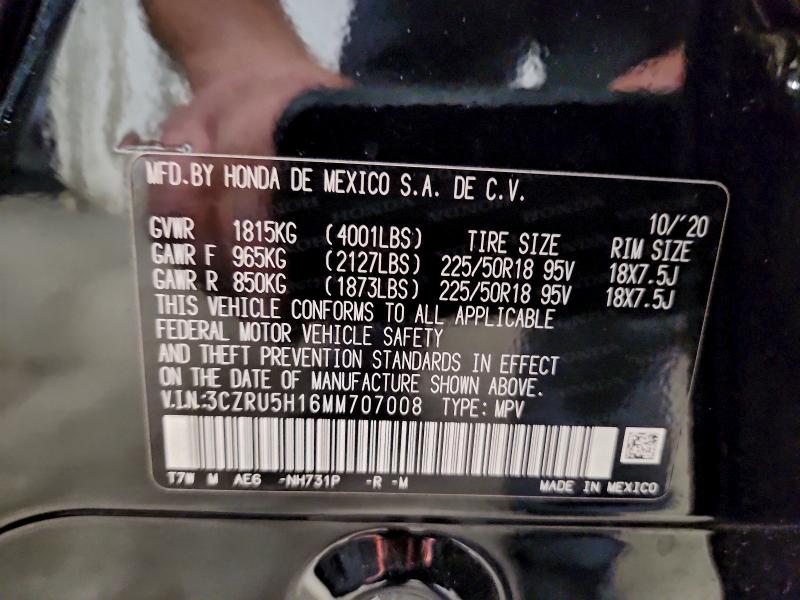 MFD.BY HONDA DE MEXICO S.A. DE C.V.
10/'20
GVWR 1815KG (4001LBS) TIRE SIZE RIM SIZE
GAWR F 965KG (2127LBS) 225/50R18 95V 18X7.5J
GAWR R 850KG (1873LBS) 225/50R18 95V 18X7.5J
THIS VEHICLE CONFORMS TO ALL APPLICABLE
FEDERAL MOTOR VEHICLE SAFETY
AND THEFT PREVENTION STANDARDS IN EFFECT
ON THE DATE OF MANUFACTURE SHOWN ABOVE.
V.I.N:3CZRU5H16MM707008 TYPE: MPV
T7W M AE6 -NH731P -R -M MADE IN MEXICO